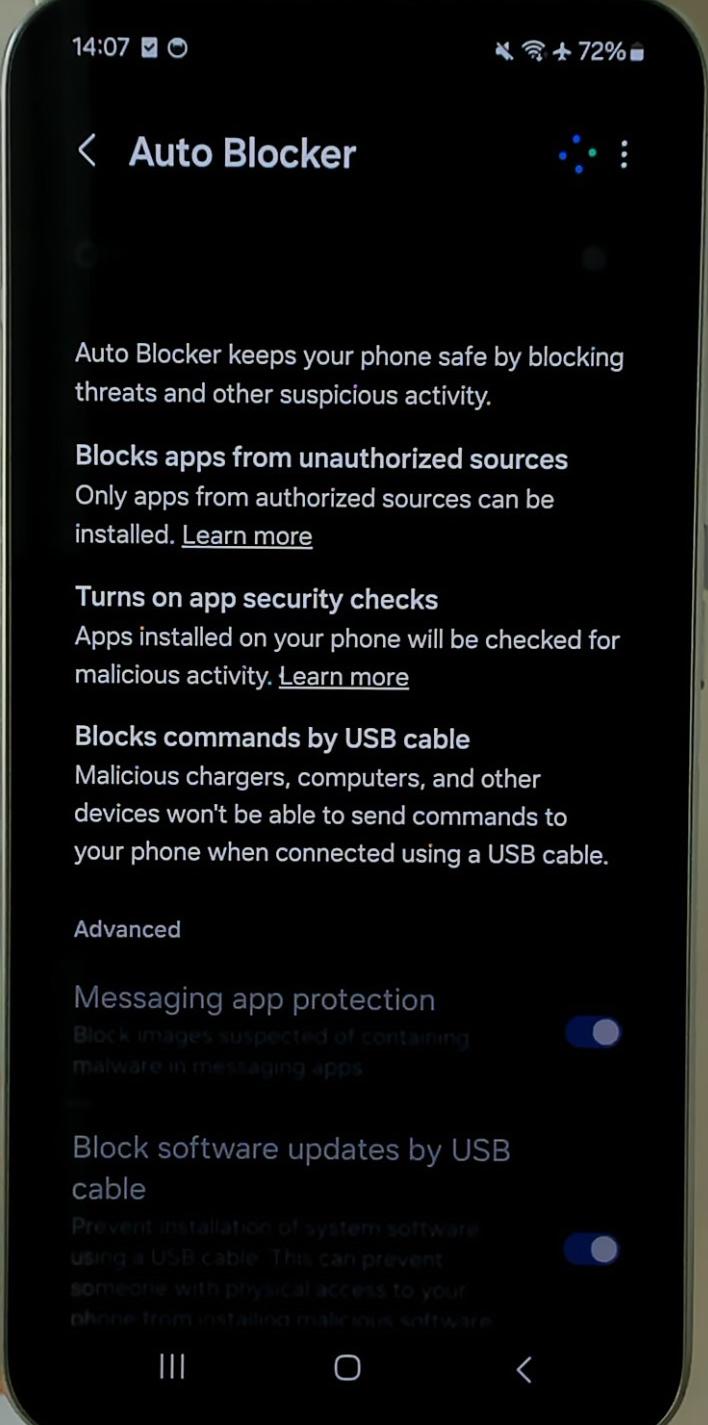 14:07
72%
Auto Blocker
Auto Blocker keeps your phone safe by blocking
threats and other suspicious activity.
Blocks apps from unauthorized sources
Only apps from authorized sources can be
installed. Learn more
Turns on app security checks
Apps installed on your phone will be checked for
malicious activity. Learn more
Blocks commands by USB cable
Malicious chargers, computers, and other
devices won't be able to send commands to
your phone when connected using a USB cable.
Advanced
Messaging app protection
Block images suspected of containing
malware in messaging apps
Block software updates by USB
cable
Prevent installation of system software
using a USB cable. This can prevent
someone with physical access to your
phone from installing malicious software